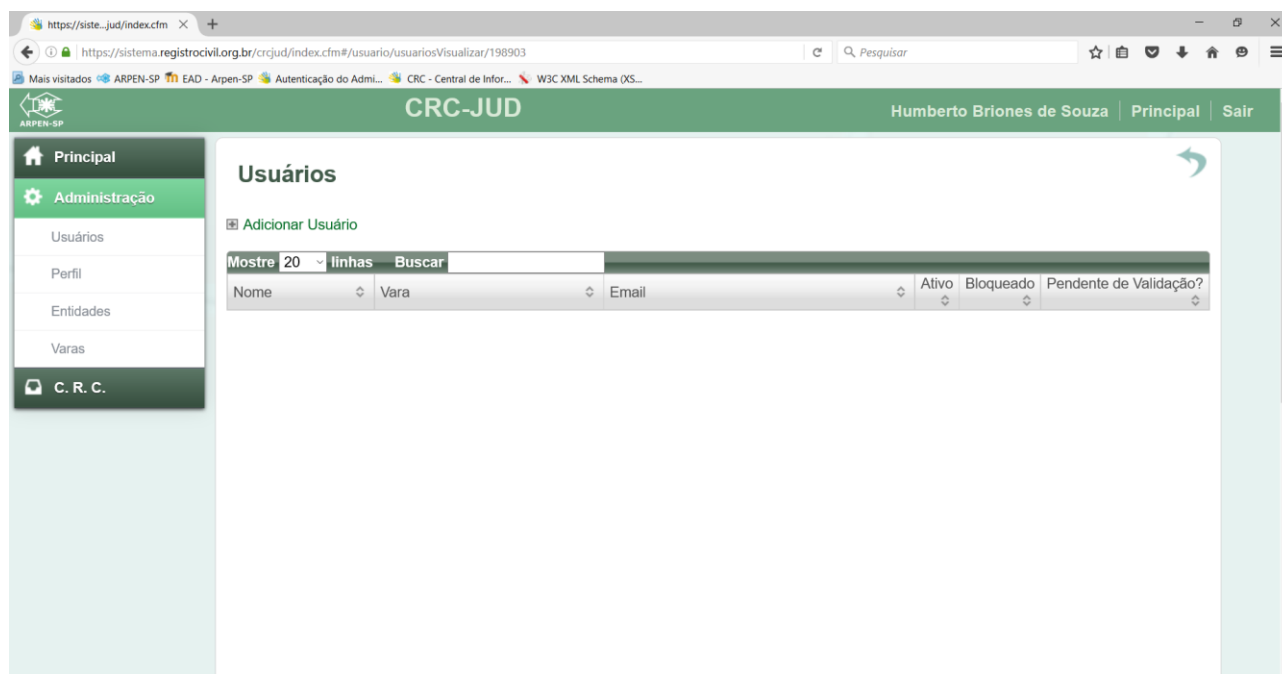 https://siste...jud/index.cfm
https://sistema.registrocivil.org.br/crcjud/index.cfm#/usuario/usuariosVisualizar/198903
Pesquisar
Mais visitados ARPEN-SP EAD - Arpen-SP Autenticação do Admi... CRC - Central de Infor... W3C XML Schema (XS...
ARPEN-SP
CRC-JUD
Humberto Briones de Souza | Principal | Sair
Principal
Administração
Usuários
Perfil
Entidades
Varas
C. R. C.
Usuários
Adicionar Usuário
Mostre 20 linhas Buscar
Nome Vara Email Ativo Bloqueado Pendente de Validação?